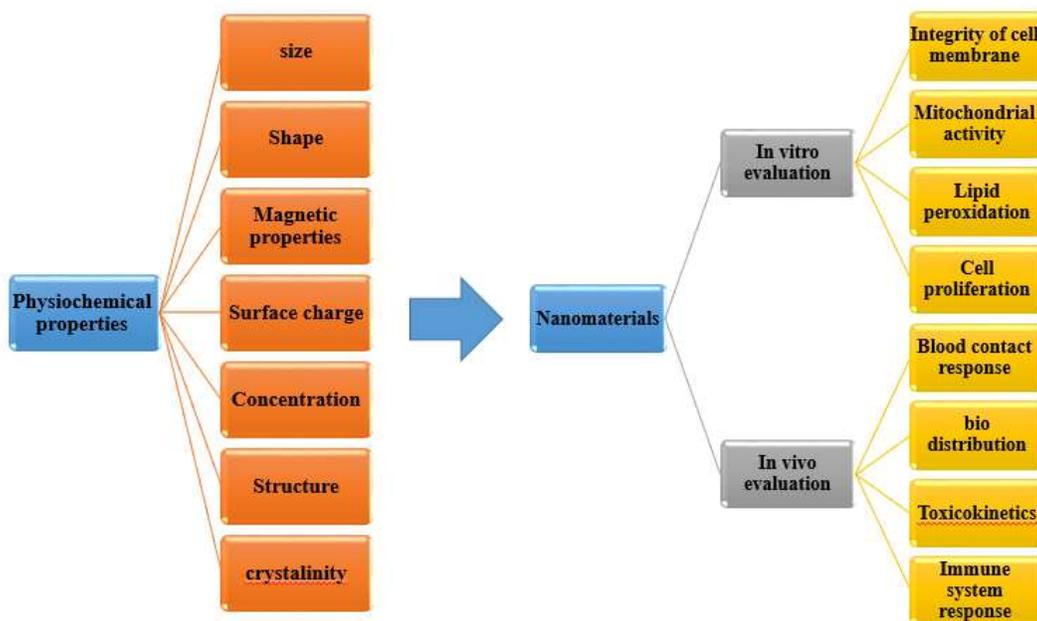 Physiochemical
properties
size
Shape
Magnetic
properties
Surface charge
Concentration
Structure
crystalinity
Nanomaterials
In vitro
evaluation
In vivo
evaluation
Integrity of cell
membrane
Mitochondrial
activity
Lipid
peroxidation
Cell
proliferation
Blood contact
response
bio
distribution
Toxicokinetics
Immune
system
response